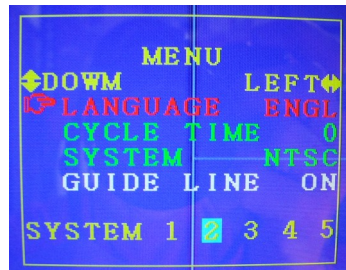 MENU
DOWM LEFT
LANGUAGE ENGL
CYCLE TIME 0
SYSTEM NTSC
GUIDE LINE ON
SYSTEM 1 2 3 4 5